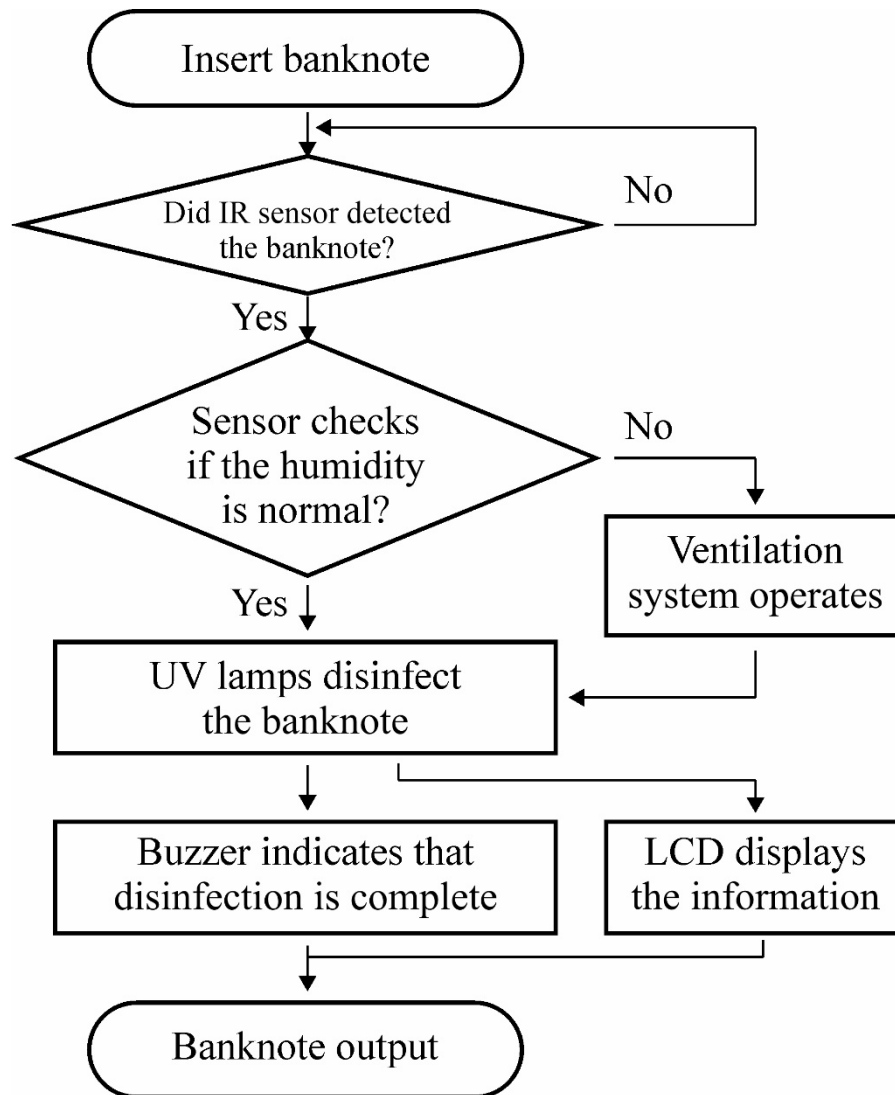 Insert banknote
Did IR sensor detected
the banknote?
No
Yes
Sensor checks
if the humidity
is normal?
No
Ventilation
system operates
Yes
UV lamps disinfect
the banknote
Buzzer indicates that
disinfection is complete
LCD displays
the information
Banknote output